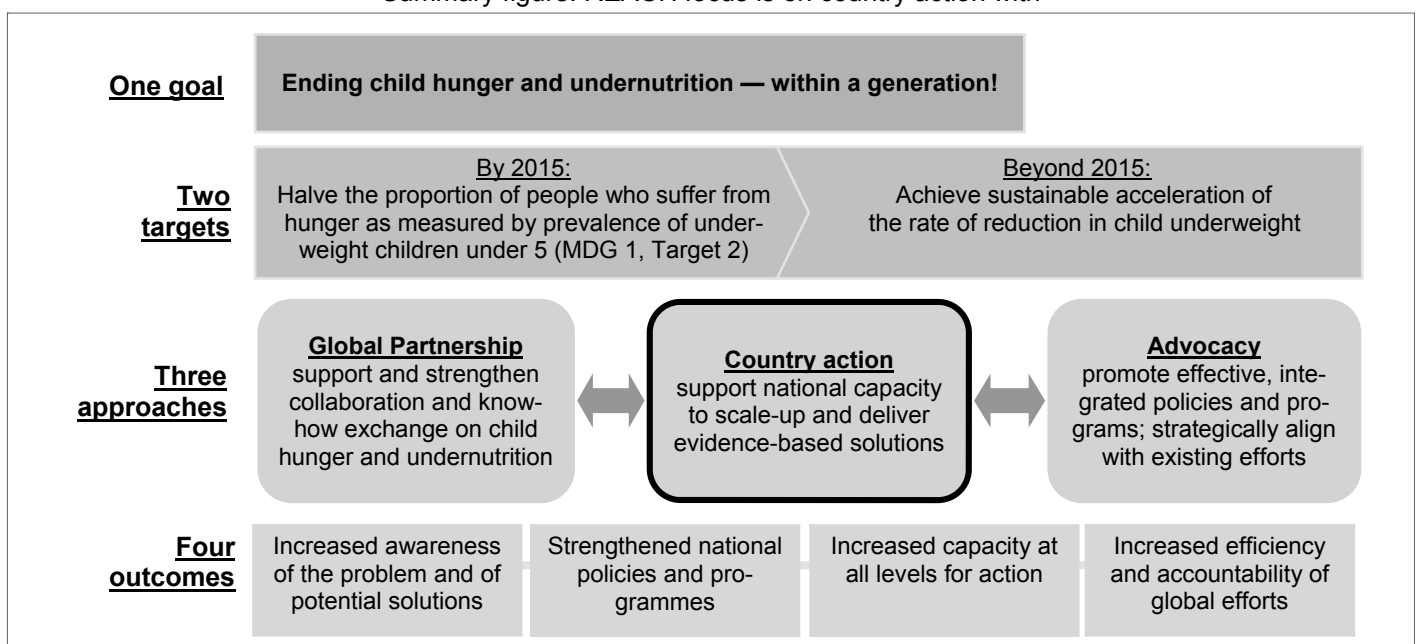 One goal
Ending child hunger and undernutrition — within a generation!
Two
targets
By 2015:
Halve the proportion of people who suffer from
hunger as measured by prevalence of under-
weight children under 5 (MDG 1, Target 2)
Beyond 2015:
Achieve sustainable acceleration of
the rate of reduction in child underweight
Three
approaches
Global Partnership
support and strengthen
collaboration and know-
how exchange on child
hunger and undernutrition
Country action
support national capacity
to scale-up and deliver
evidence-based solutions
Advocacy
promote effective, inte-
grated policies and pro-
grams; strategically align
with existing efforts
Four
outcomes
Increased awareness
of the problem and of
potential solutions
Strengthened national
policies and pro-
grammes
Increased capacity at
all levels for action
Increased efficiency
and accountability of
global efforts